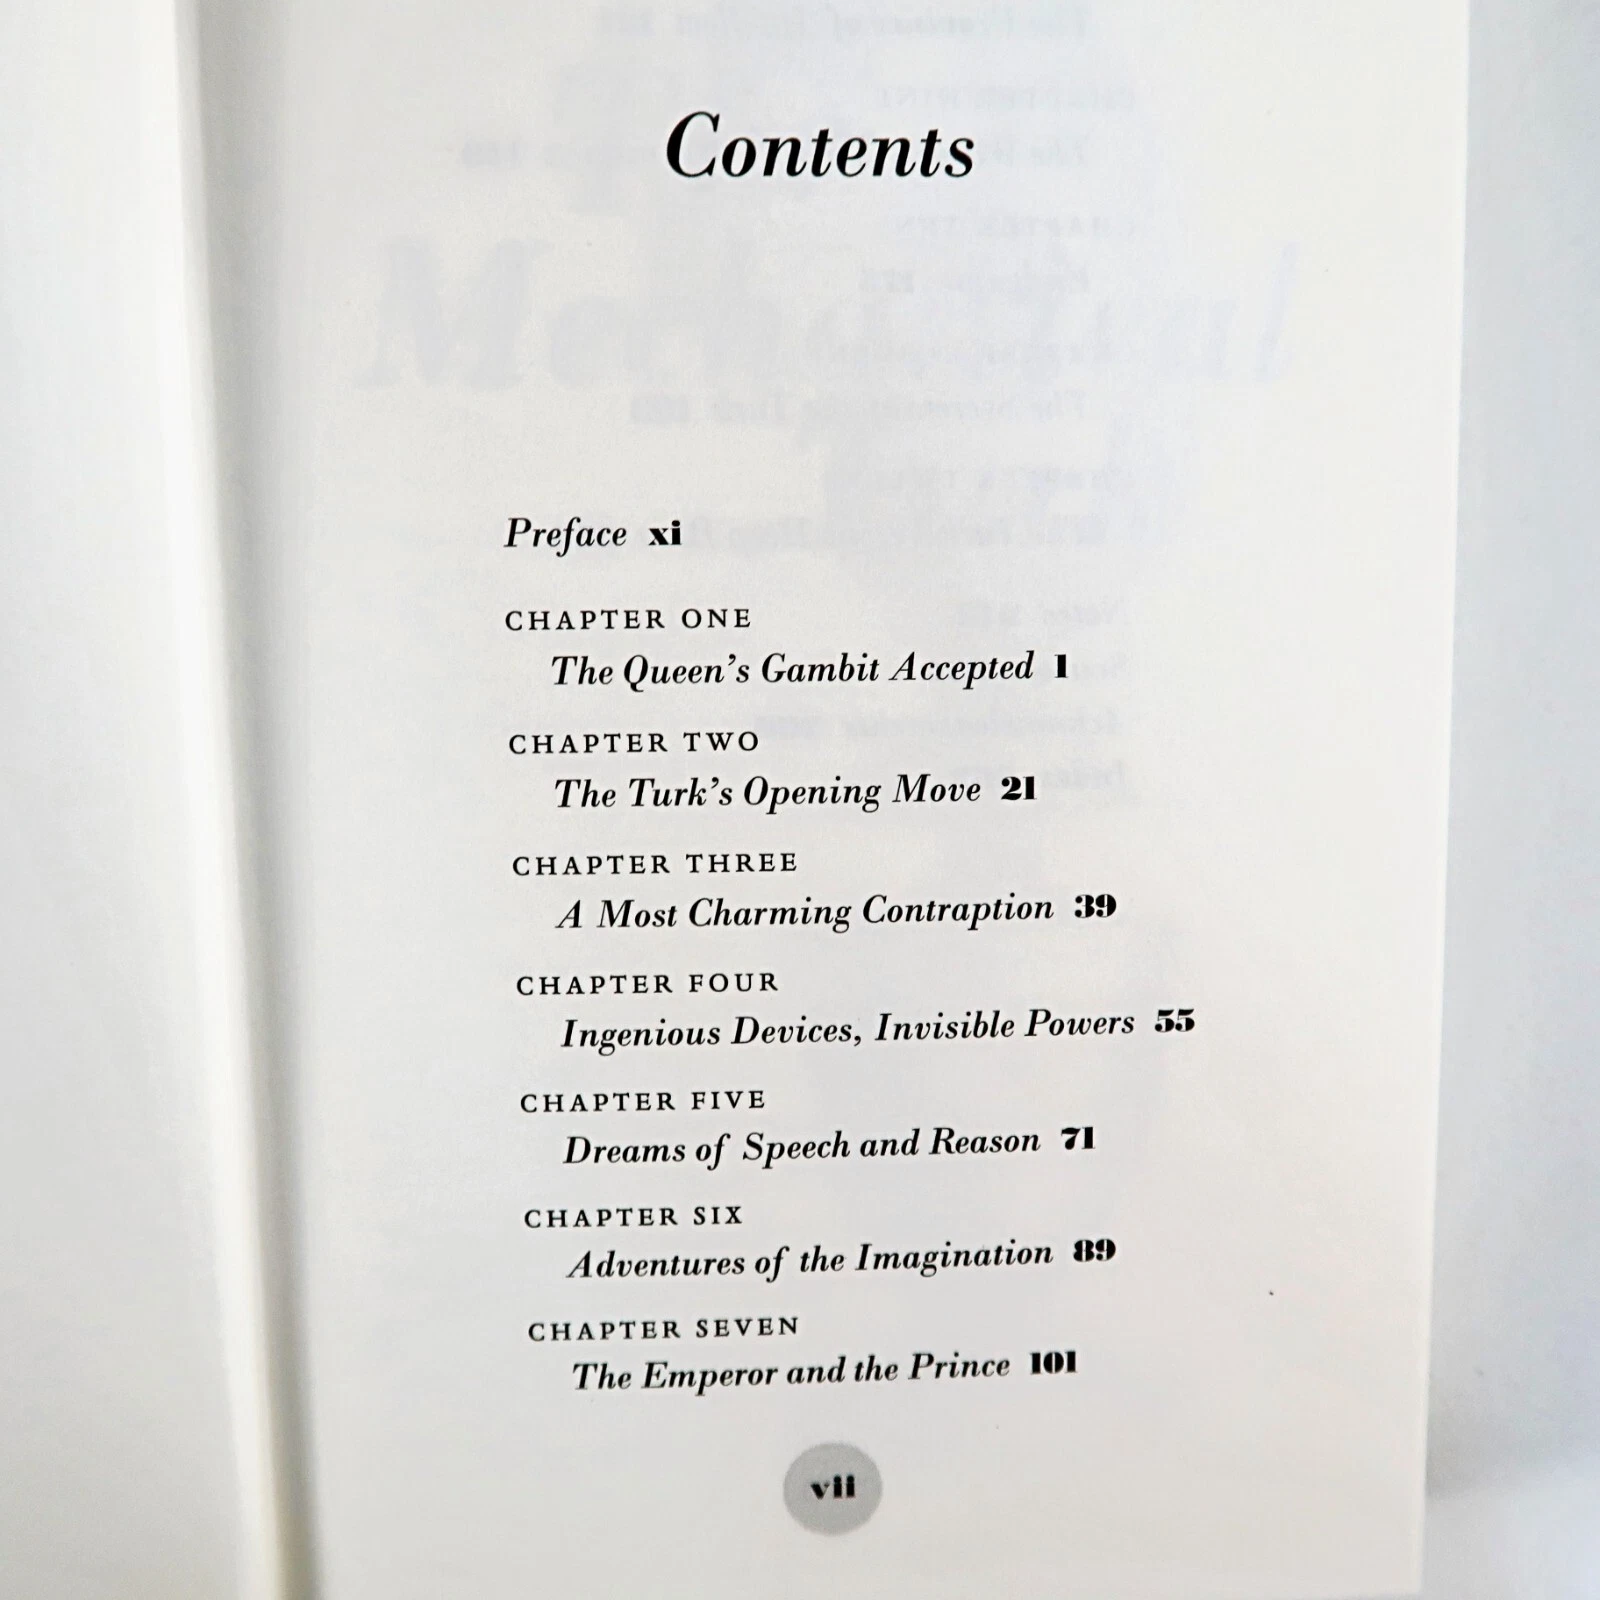 Contents
Preface xi
CHAPTER ONE
The Queen's Gambit Accepted 1
CHAPTER TWO
The Turk's Opening Move 21
CHAPTER THREE
A Most Charming Contraption 39
CHAPTER FOUR
Ingenious Devices, Invisible Powers 55
CHAPTER FIVE
Dreams of Speech and Reason 71
CHAPTER SIX
Adventures of the Imagination 89
CHAPTER SEVEN
The Emperor and the Prince 101
vii